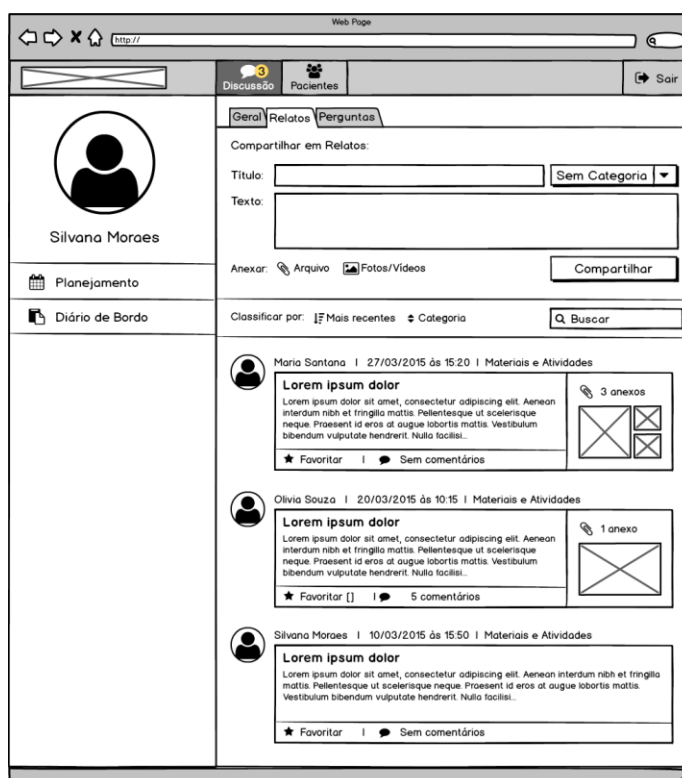 Web Page
http://
3
Discussão
Pacientes
Sair
Silvana Moraes
Planejamento
Diário de Bordo
Geral Relatos Perguntas
Compartilhar em Relatos:
Título:
Sem Categoria
Texto:
Anexar: Arquivo Fotos/Vídeos
Compartilhar
Classificar por: Mais recentes Categoria
Buscar
Maria Santana | 27/03/2015 às 15:20 | Materiais e Atividades
Lorem ipsum dolor
Lorem ipsum dolor sit amet, consectetur adipiscing elit. Aenean
interdum nibh et fringilla mattis. Pellentesque ut scelerisque
neque. Praesent id eros at augue lobortis mattis. Vestibulum
bibendum vulputate hendrerit. Nulla facilisi...
3 anexos
Favoritar | Sem comentários
Olivia Souza | 20/03/2015 às 10:15 | Materiais e Atividades
Lorem ipsum dolor
Lorem ipsum dolor sit amet, consectetur adipiscing elit. Aenean
interdum nibh et fringilla mattis. Pellentesque ut scelerisque
neque. Praesent id eros at augue lobortis mattis. Vestibulum
bibendum vulputate hendrerit. Nulla facilisi...
1 anexo
Favoritar [] | 5 comentários
Silvana Moraes | 10/03/2015 às 15:50 | Materiais e Atividades
Lorem ipsum dolor
Lorem ipsum dolor sit amet, consectetur adipiscing elit. Aenean interdum nibh et fringilla
mattis. Pellentesque ut scelerisque neque. Praesent id eros at augue lobortis mattis.
Vestibulum bibendum vulputate hendrerit. Nulla facilisi...
Favoritar | Sem comentários